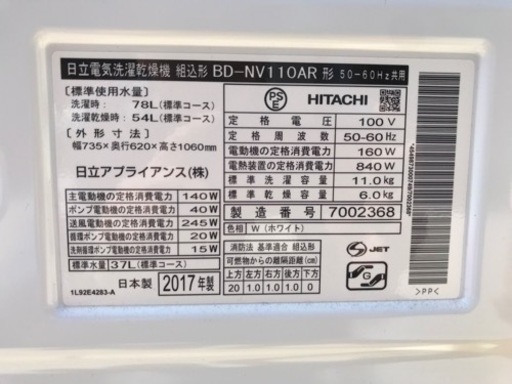 日立電気洗濯乾燥機 組込形 BD-NV110AR 形 50-60Hz共用
[標準使用水量]
洗濯時: 78L(標準コース)
洗濯乾燥時: 54L(標準コース)
[外形寸法]
幅735×奥行620×高さ1060mm
日立アプライアンス(株)
主電動機の定格消費電力 140W
ポンプ電動機の定格消費電力 40W
送風電動機の定格消費電力 245W
循環ポンプ電動機の定格消費電力 20W
洗剤循環ポンプ電動機の定格消費電力 15W
標準水量 37L
日本製 2017年製
1L92E4283-A
PSE
HITACHI
定格電圧 100V
定格周波数 50-60Hz
電動機の定格消費電力 160W
電熱装置の定格消費電力 840W
標準洗濯容量 11.0kg
標準乾燥容量 6.0kg
製造番号 7002368
色柄 W (ホワイト)
消防法 基準適合 組込形
可燃物からの離隔距離(cm)
上方 左方 右方 後方 下方
20 1.0 1.0 1.0 0
S-JET
G
>PP<